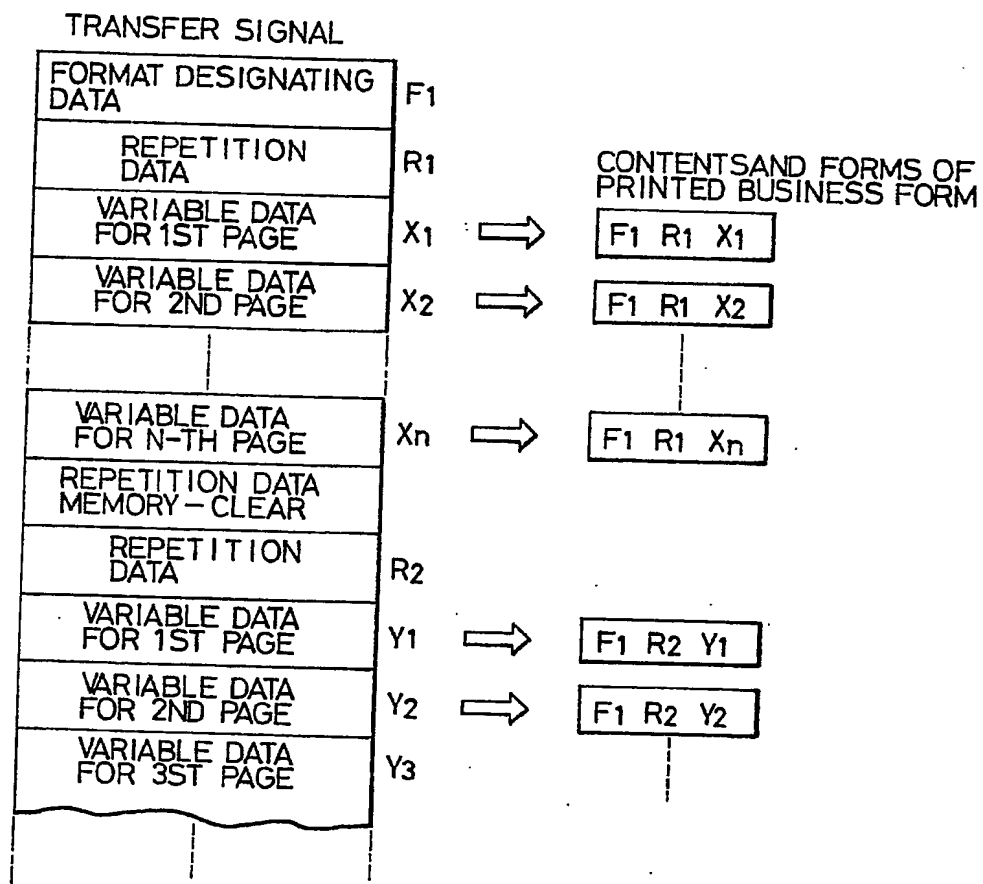 TRANSFER SIGNAL
FORMAT DESIGNATING
DATA
F1
REPETITION
DATA
R1
CONTENTSAND FORMS OF
PRINTED BUSINESS FORM
VARIABLE DATA
FOR 1ST PAGE
X1
F1 R1 X1
VARIABLE DATA
FOR 2ND PAGE
X2
F1 R1 X2
VARIABLE DATA
FOR N-TH PAGE
Xn
F1 R1 Xn
REPETITION DATA
MEMORY-CLEAR
REPETITION
DATA
R2
VARIABLE DATA
FOR 1ST PAGE
Y1
F1 R2 Y1
VARIABLE DATA
FOR 2ND PAGE
Y2
F1 R2 Y2
VARIABLE DATA
FOR 3ST PAGE
Y3